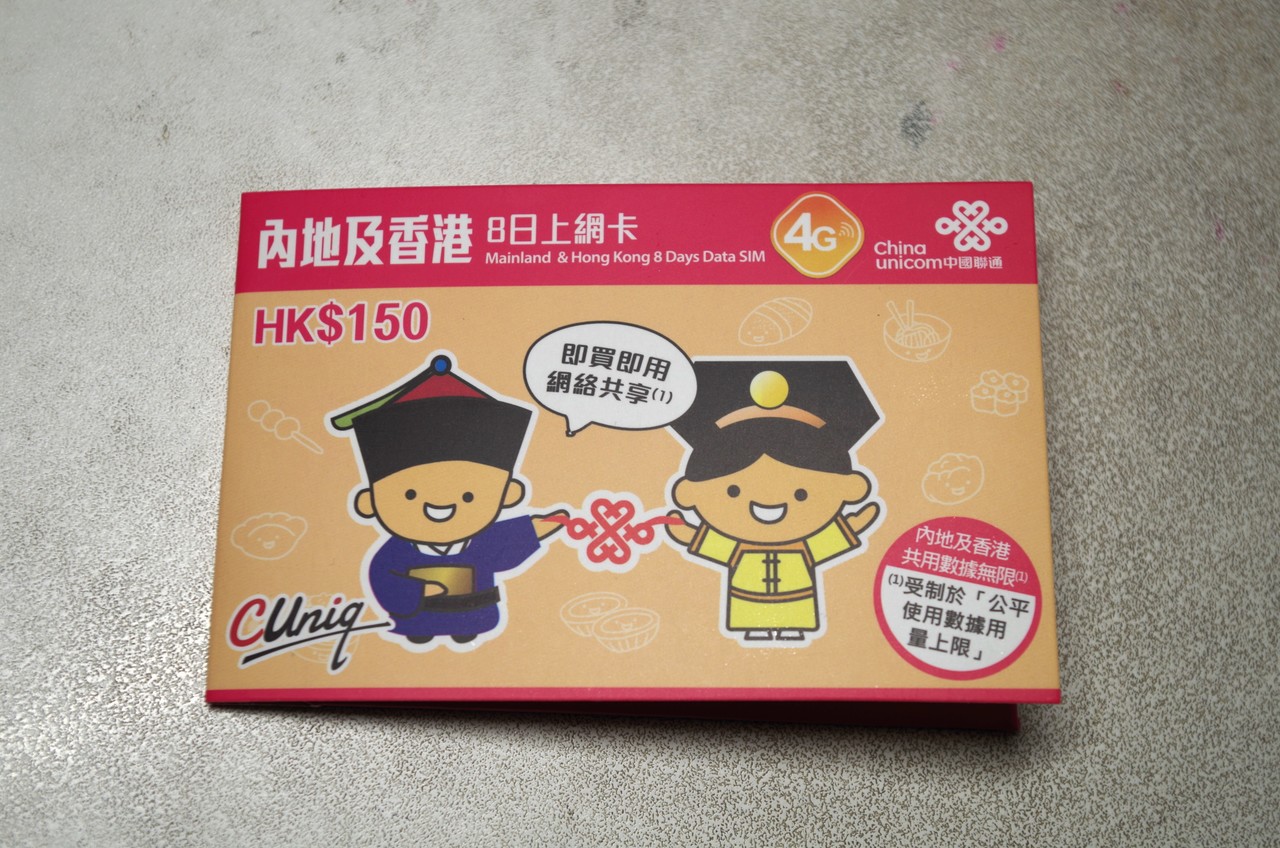 內地及香港 8日上網卡
Mainland & Hong Kong 8 Days Data SIM
4G
China
unicom中國聯通
HK$150
即買即用
網絡共享(1)
CUniq
內地及香港
共用數據無限(1)
(1)受制於「公平
使用數據用
量上限」